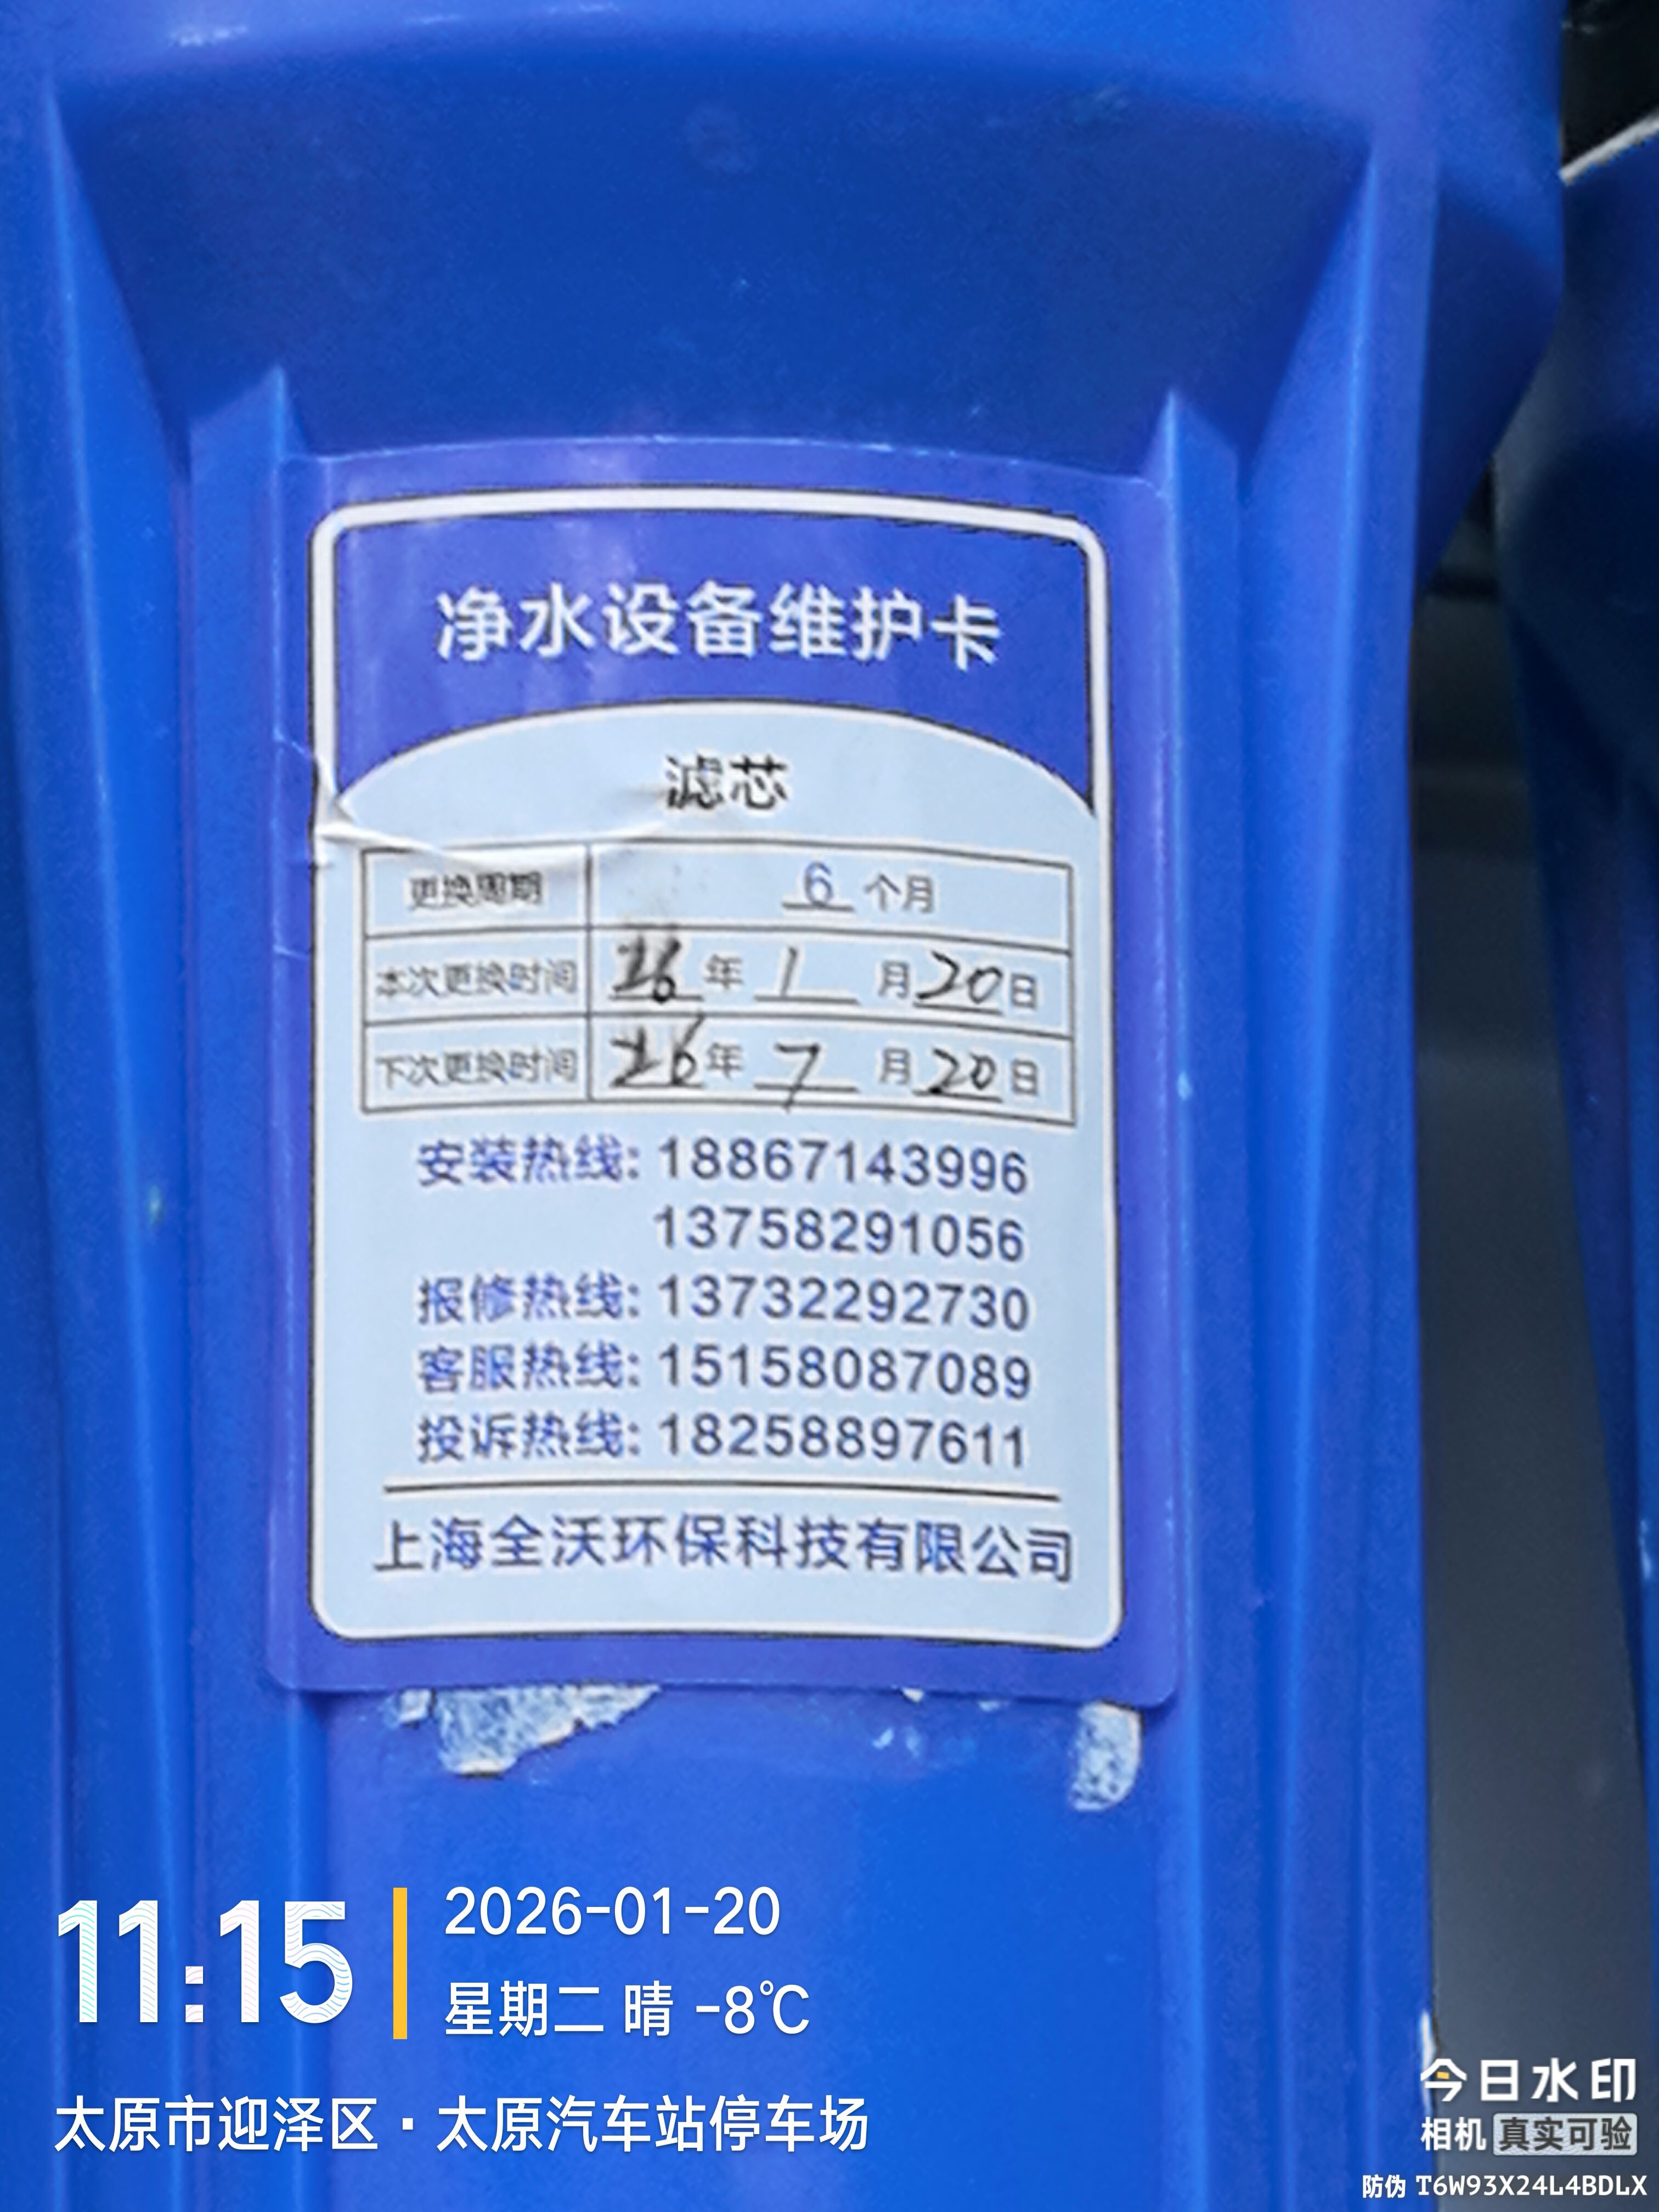 净水设备维护卡
滤芯
更换周期 6 个月
本次更换时间 26 年 1 月 20 日
下次更换时间 26 年 7 月 20 日
安装热线: 18867143996
13758291056
报修热线: 13732292730
客服热线: 15158087089
投诉热线: 18258897611
上海全沃环保科技有限公司
11:15
2026-01-20
星期二 晴 -8℃
太原市迎泽区·太原汽车站停车场
今日水印
相机 真实可验
防伪 T6W93X24L4BDLX